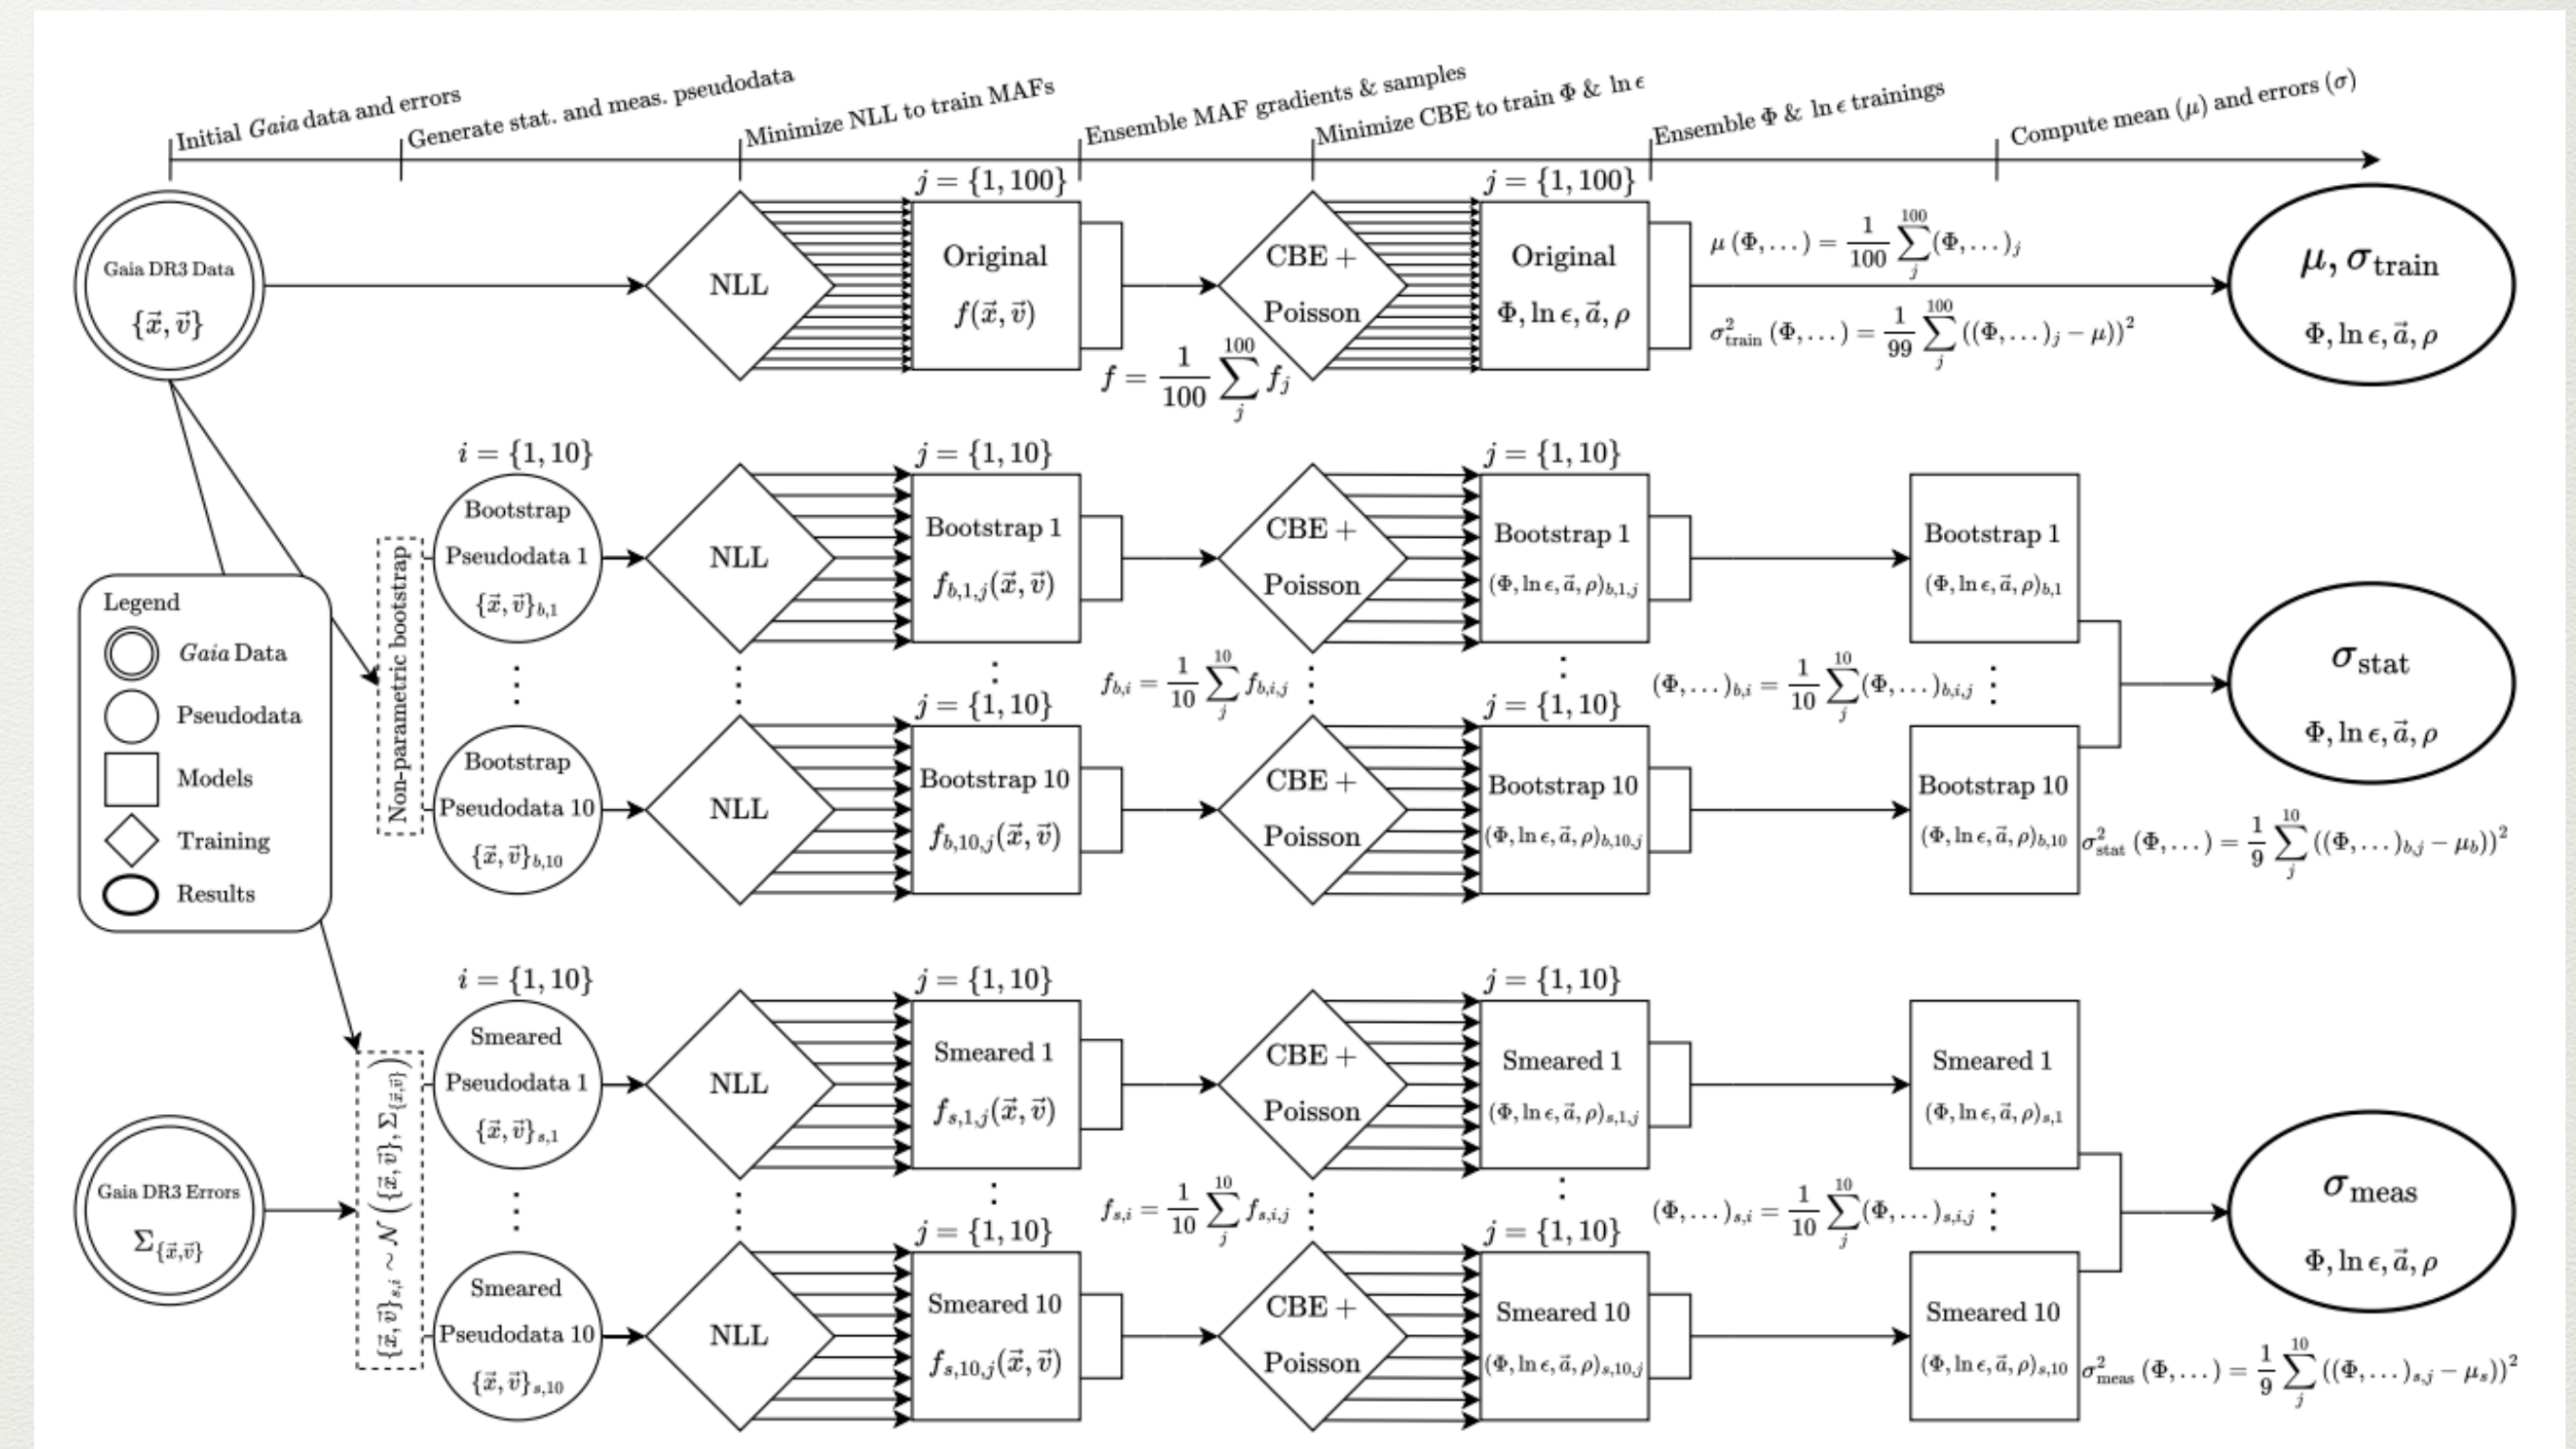 Initial Gaia data and errors
Generate stat. and meas. pseudodata
Minimize NLL to train MAFs
Ensemble MAF gradients & samples
Minimize CBE to train Φ & ln ϵ
Ensemble Φ & ln ϵ trainings
Compute mean (μ) and errors (σ)
Gaia DR3 Data
{x⃗, v⃗}
NLL
j = {1, 100}
Original
f(x⃗, v⃗)
f = 1/100 ∑_j^100 f_j
CBE +
Poisson
j = {1, 100}
Original
Φ, ln ϵ, a⃗, ρ
μ (Φ, …) = 1/100 ∑_j^100 (Φ, …)_j
σ²_train (Φ, …) = 1/99 ∑_j^100 ((Φ, …)_j − μ))²
μ, σ_train
Φ, ln ϵ, a⃗, ρ
Legend
Gaia Data
Pseudodata
Models
Training
Results
Non-parametric bootstrap
i = {1, 10}
Bootstrap
Pseudodata 1
{x⃗, v⃗}_b,1
NLL
j = {1, 10}
Bootstrap 1
f_b,1,j(x⃗, v⃗)
CBE +
Poisson
j = {1, 10}
Bootstrap 1
(Φ, ln ϵ, a⃗, ρ)_b,1,j
Bootstrap 1
(Φ, ln ϵ, a⃗, ρ)_b,1
f_b,i = 1/10 ∑_j^10 f_b,i,j
(Φ, …)_b,i = 1/10 ∑_j^10 (Φ, …)_b,i,j
σ_stat
Φ, ln ϵ, a⃗, ρ
Bootstrap
Pseudodata 10
{x⃗, v⃗}_b,10
NLL
j = {1, 10}
Bootstrap 10
f_b,10,j(x⃗, v⃗)
CBE +
Poisson
j = {1, 10}
Bootstrap 10
(Φ, ln ϵ, a⃗, ρ)_b,10,j
Bootstrap 10
(Φ, ln ϵ, a⃗, ρ)_b,10
σ²_stat (Φ, …) = 1/9 ∑_j^10 ((Φ, …)_b,j − μ_b))²
Gaia DR3 Errors
Σ_{x⃗,v⃗}
{x⃗, v⃗}_s,i ∼ 𝒩 ({x⃗, v⃗}, Σ_{x⃗,v⃗})
i = {1, 10}
Smeared
Pseudodata 1
{x⃗, v⃗}_s,1
NLL
j = {1, 10}
Smeared 1
f_s,1,j(x⃗, v⃗)
CBE +
Poisson
j = {1, 10}
Smeared 1
(Φ, ln ϵ, a⃗, ρ)_s,1,j
Smeared 1
(Φ, ln ϵ, a⃗, ρ)_s,1
f_s,i = 1/10 ∑_j^10 f_s,i,j
(Φ, …)_s,i = 1/10 ∑_j^10 (Φ, …)_s,i,j
σ_meas
Φ, ln ϵ, a⃗, ρ
Smeared
Pseudodata 10
{x⃗, v⃗}_s,10
NLL
j = {1, 10}
Smeared 10
f_s,10,j(x⃗, v⃗)
CBE +
Poisson
j = {1, 10}
Smeared 10
(Φ, ln ϵ, a⃗, ρ)_s,10,j
Smeared 10
(Φ, ln ϵ, a⃗, ρ)_s,10
σ²_meas (Φ, …) = 1/9 ∑_j^10 ((Φ, …)_s,j − μ_s))²